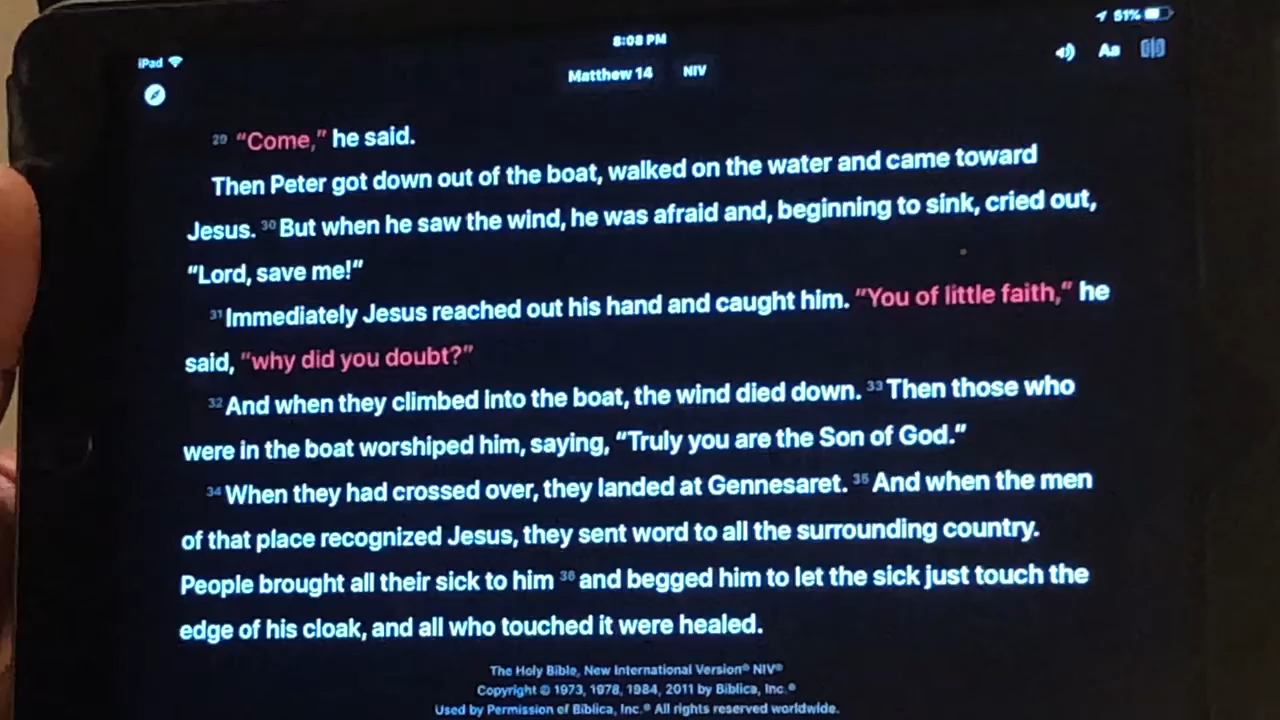 51%
8:08 PM
iPad
Matthew 14 NIV
Aa
29 “Come,” he said.
Then Peter got down out of the boat, walked on the water and came toward
Jesus. 30 But when he saw the wind, he was afraid and, beginning to sink, cried out,
“Lord, save me!”
31 Immediately Jesus reached out his hand and caught him. “You of little faith,” he
said, “why did you doubt?”
32 And when they climbed into the boat, the wind died down. 33 Then those who
were in the boat worshiped him, saying, “Truly you are the Son of God.”
34 When they had crossed over, they landed at Gennesaret. 35 And when the men
of that place recognized Jesus, they sent word to all the surrounding country.
People brought all their sick to him 36 and begged him to let the sick just touch the
edge of his cloak, and all who touched it were healed.
The Holy Bible, New International Version® NIV®
Copyright © 1973, 1978, 1984, 2011 by Biblica, Inc.®
Used by Permission of Biblica, Inc.® All rights reserved worldwide.